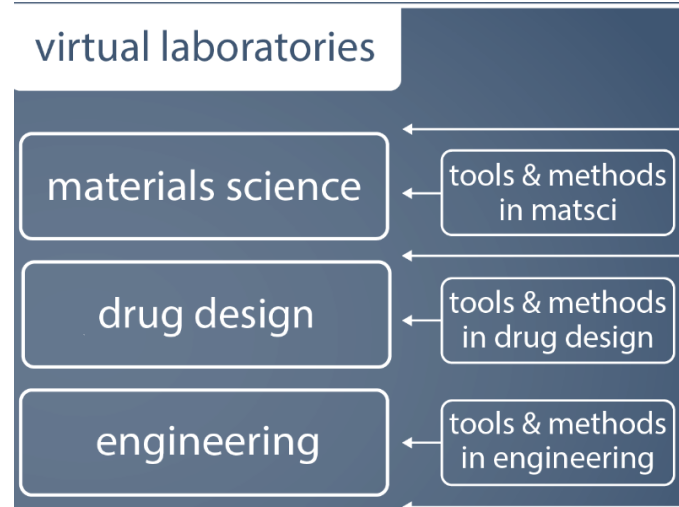 virtual laboratories
materials science
tools & methods
in matsci
drug design
tools & methods
in drug design
engineering
tools & methods
in engineering